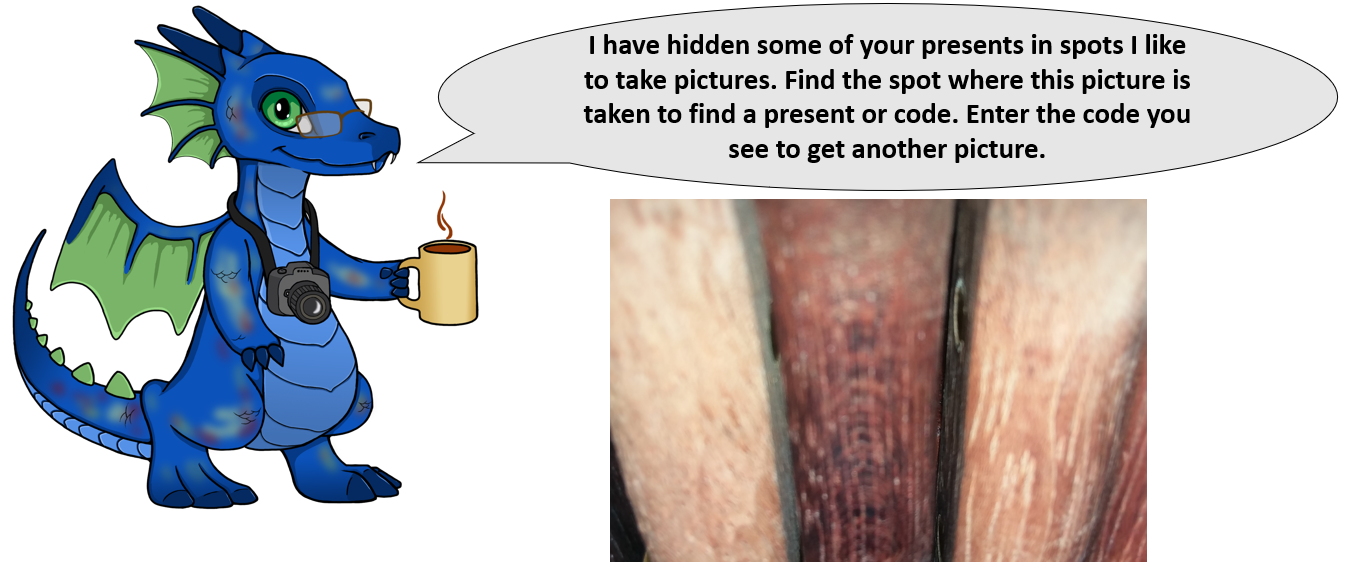 I have hidden some of your presents in spots I like
to take pictures. Find the spot where this picture is
taken to find a present or code. Enter the code you
see to get another picture.